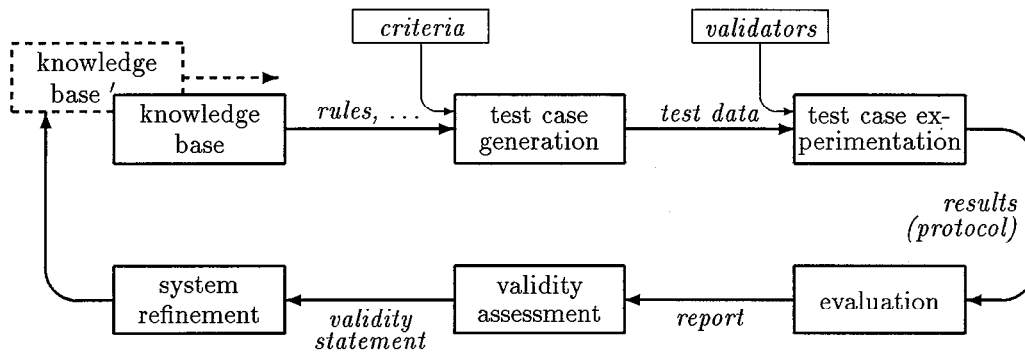 criteria
validators
knowledge
base ′
knowledge
base
rules, ...
test case
generation
test data
test case ex-
perimentation
results
(protocol)
system
refinement
validity
statement
validity
assessment
report
evaluation